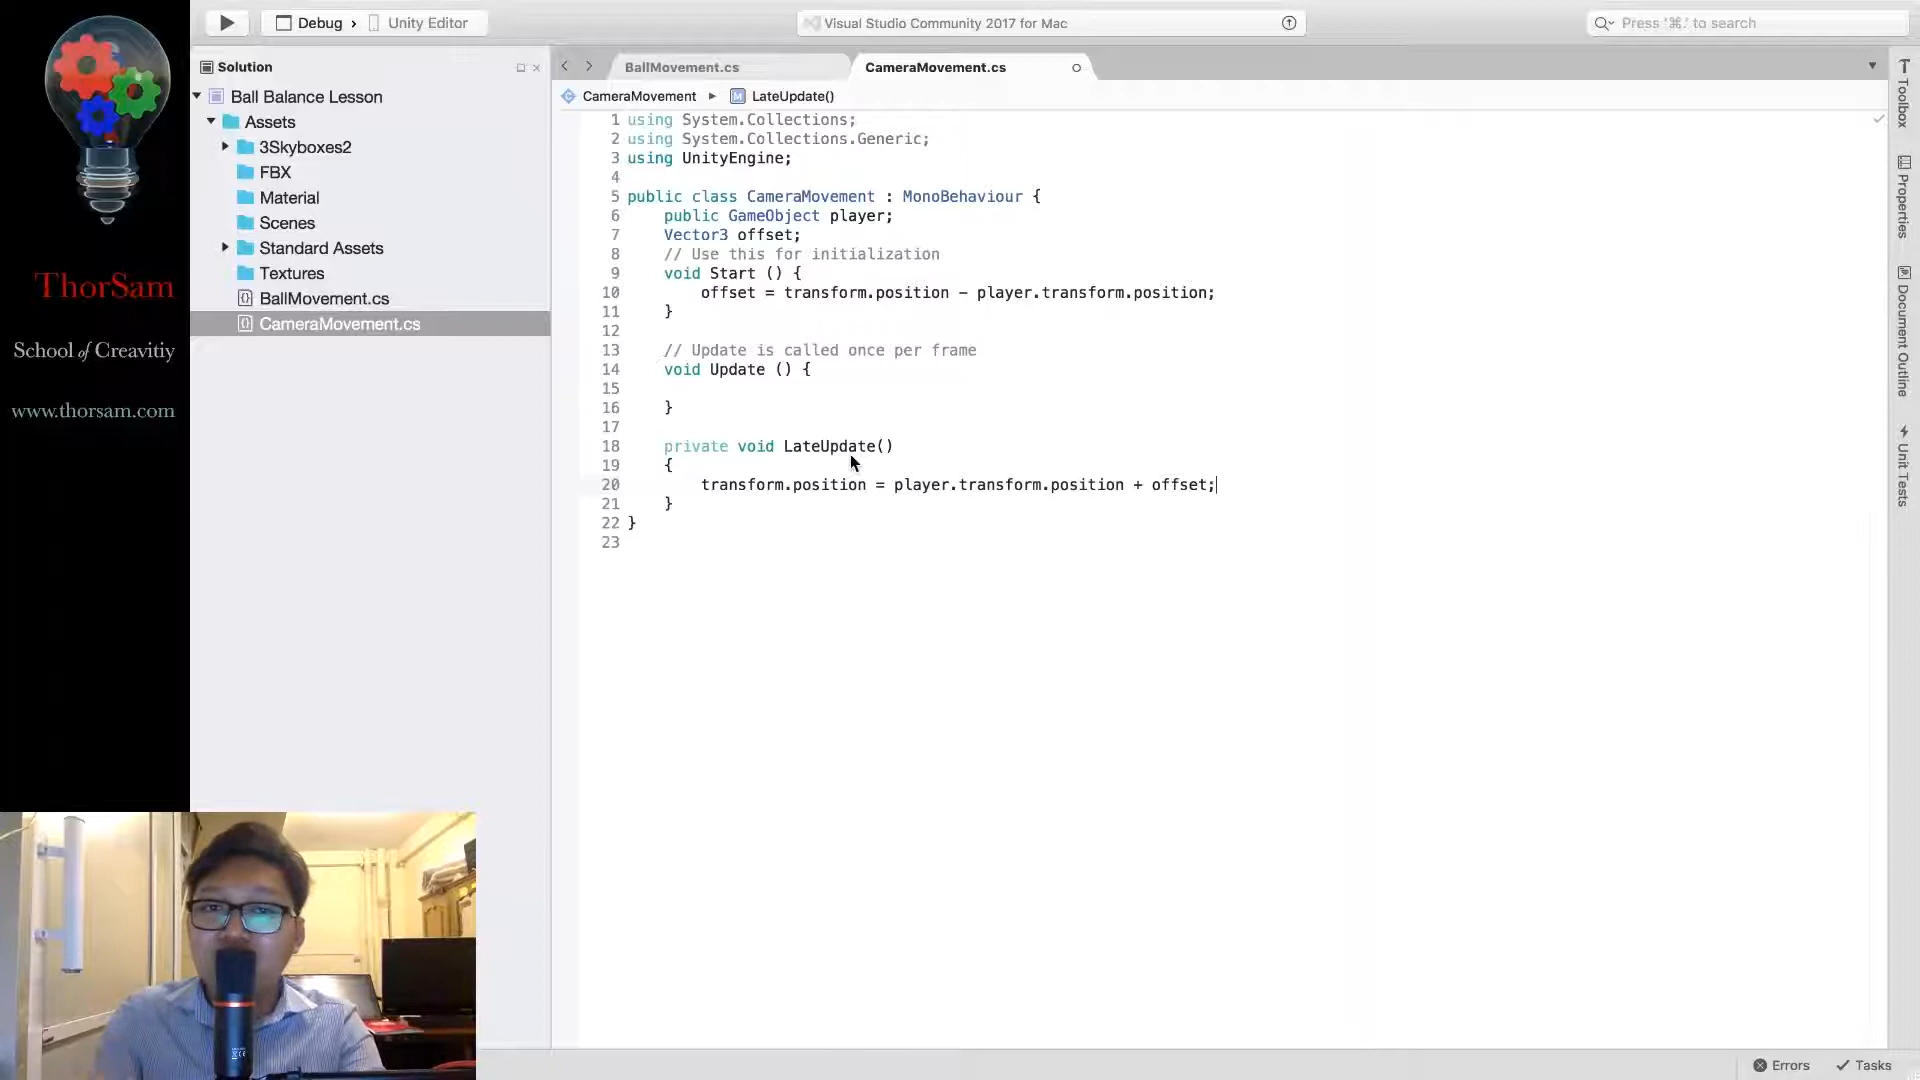 Debug › Unity Editor
Visual Studio Community 2017 for Mac
Press '⌘.' to search
Solution
Ball Balance Lesson
Assets
3Skyboxes2
FBX
Material
Scenes
Standard Assets
Textures
BallMovement.cs
CameraMovement.cs
ThorSam
School of Creavitiy
www.thorsam.com
BallMovement.cs
CameraMovement.cs
CameraMovement ▸ LateUpdate()
1 using System.Collections;
2 using System.Collections.Generic;
3 using UnityEngine;
4
5 public class CameraMovement : MonoBehaviour {
6 public GameObject player;
7 Vector3 offset;
8 // Use this for initialization
9 void Start () {
10 offset = transform.position - player.transform.position;
11 }
12
13 // Update is called once per frame
14 void Update () {
15
16 }
17
18 private void LateUpdate()
19 {
20 transform.position = player.transform.position + offset;
21 }
22 }
23
Toolbox
Properties
Document Outline
Unit Tests
Errors
Tasks